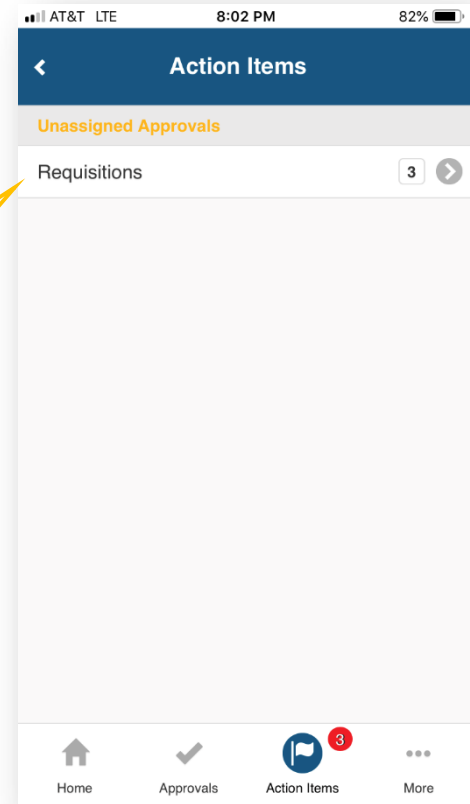 AT&T LTE 8:02 PM 82%
Action Items
Unassigned Approvals
Requisitions 3
3
Home Approvals Action Items More